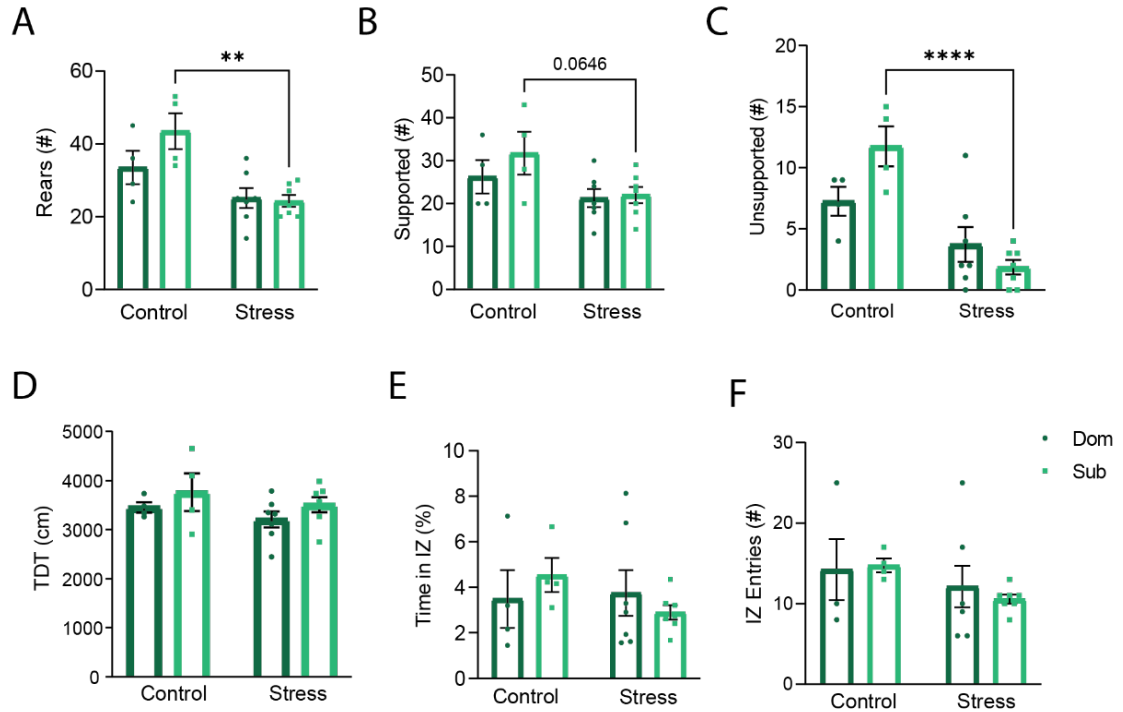 A
**
Rears (#)
60
40
20
0
Control
Stress
B
0.0646
Supported (#)
50
40
30
20
10
0
Control
Stress
C
****
Unsupported (#)
20
15
10
5
0
Control
Stress
D
TDT (cm)
5000
4000
3000
2000
1000
0
Control
Stress
E
Time in IZ (%)
10
8
6
4
2
0
Control
Stress
F
IZ Entries (#)
30
20
10
0
Control
Stress
Dom
Sub